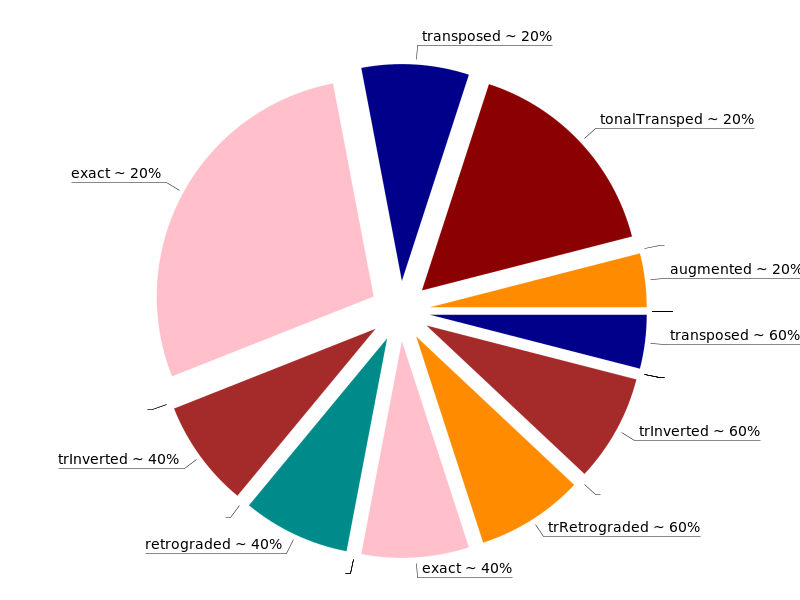 transposed ~ 20%
tonalTransped ~ 20%
exact ~ 20%
augmented ~ 20%
transposed ~ 60%
trInverted ~ 60%
trInverted ~ 40%
trRetrograded ~ 60%
retrograded ~ 40%
exact ~ 40%